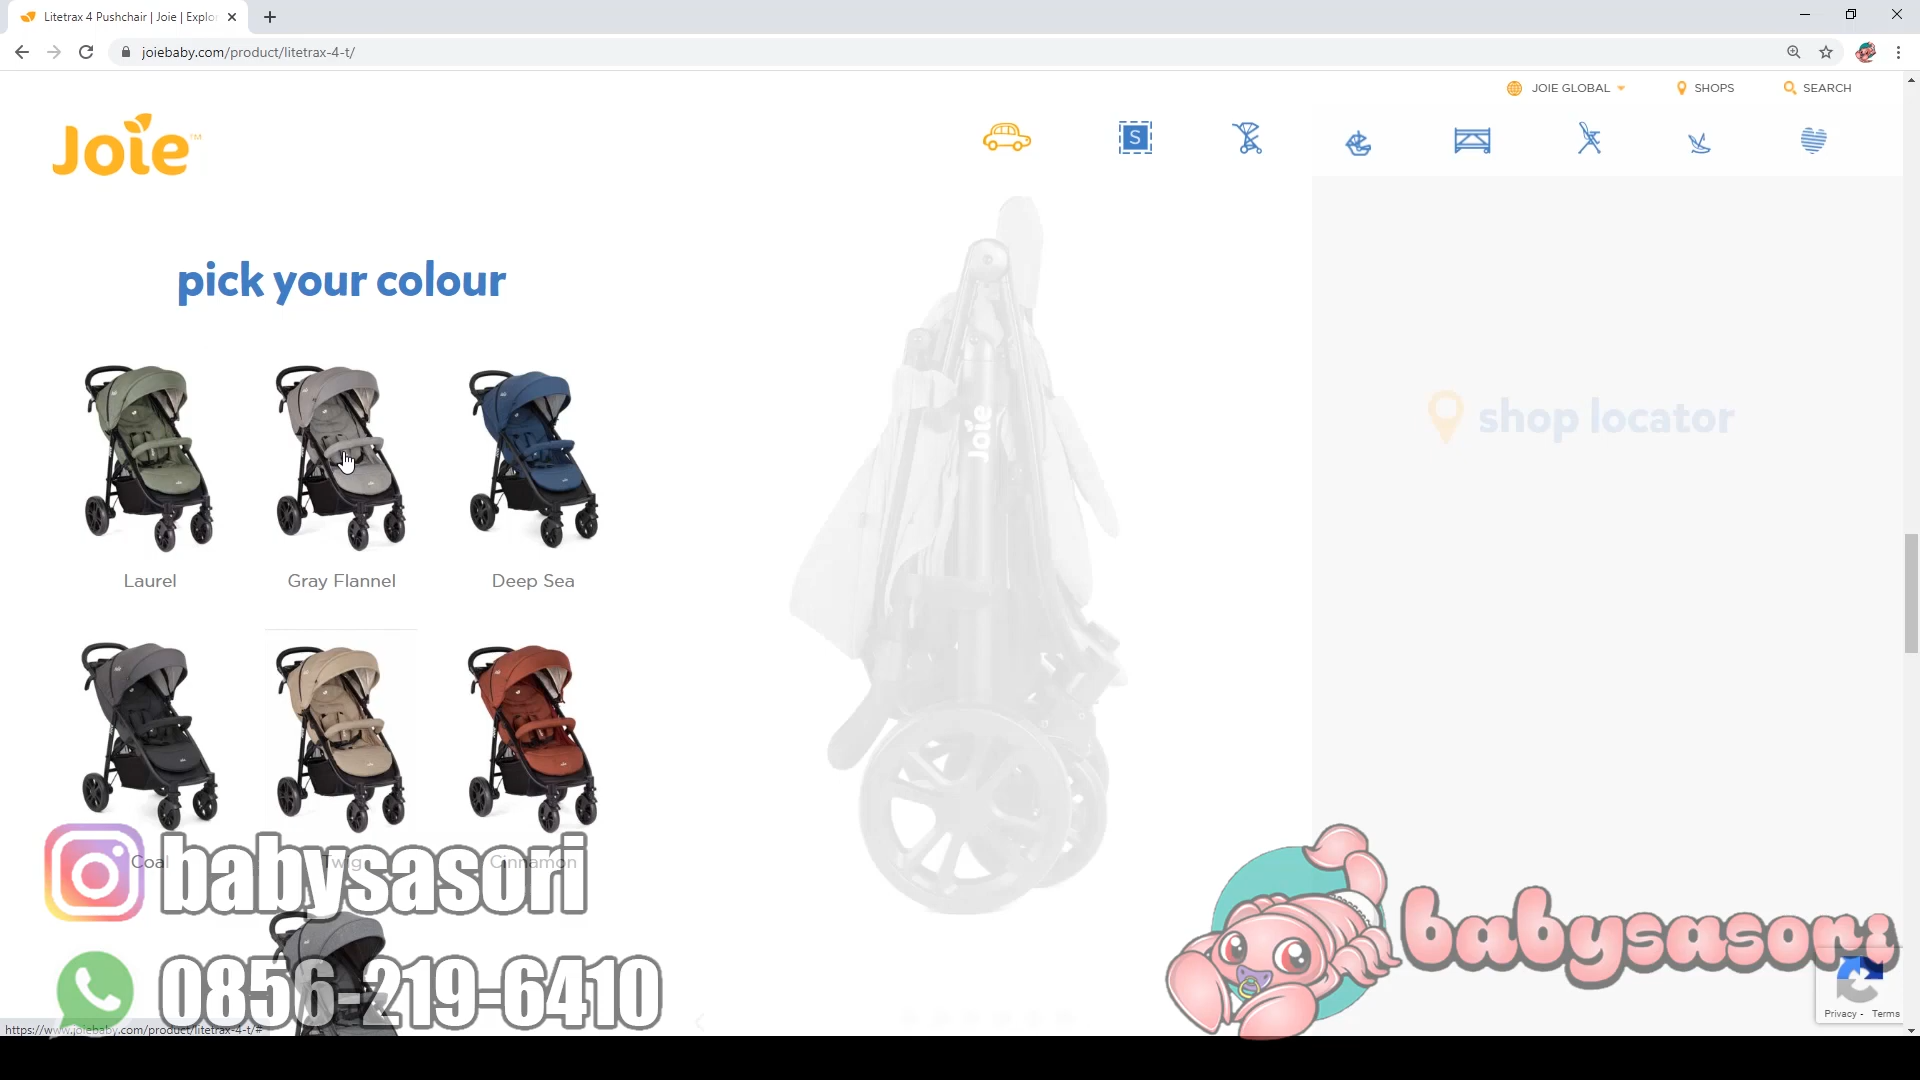 Litetrax 4 Pushchair | Joie | Explor
joiebaby.com/product/litetrax-4-t/
JOIE GLOBAL
SHOPS
SEARCH
Joie™
S
pick your colour
Joie
shop locator
Laurel
Gray Flannel
Deep Sea
Coal
Twig
Cinnamon
babysasori
babysasori
0856-219-6410
https://www.joiebaby.com/product/litetrax-4-t/#
Privacy - Terms